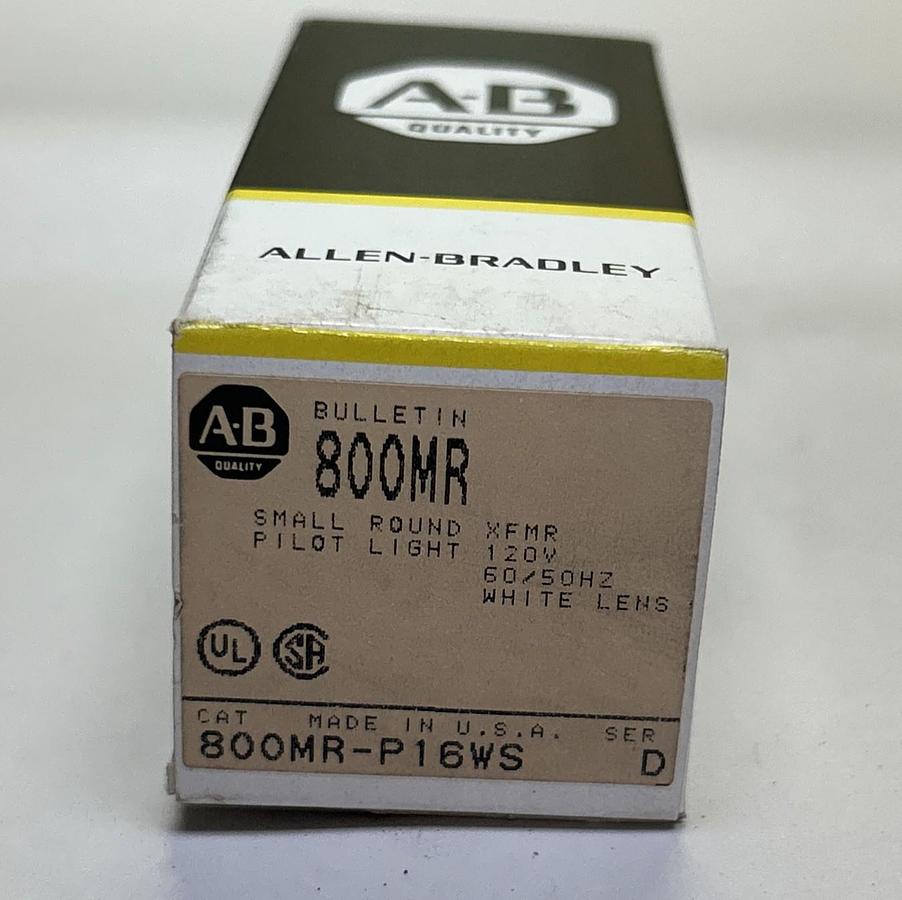 A-B
QUALITY
ALLEN-BRADLEY
A·B
QUALITY
BULLETIN
800MR
SMALL ROUND XFMR
PILOT LIGHT 120V
60/50HZ
WHITE LENS
UL
SA
CAT MADE IN U.S.A. SER
800MR-P16WS D